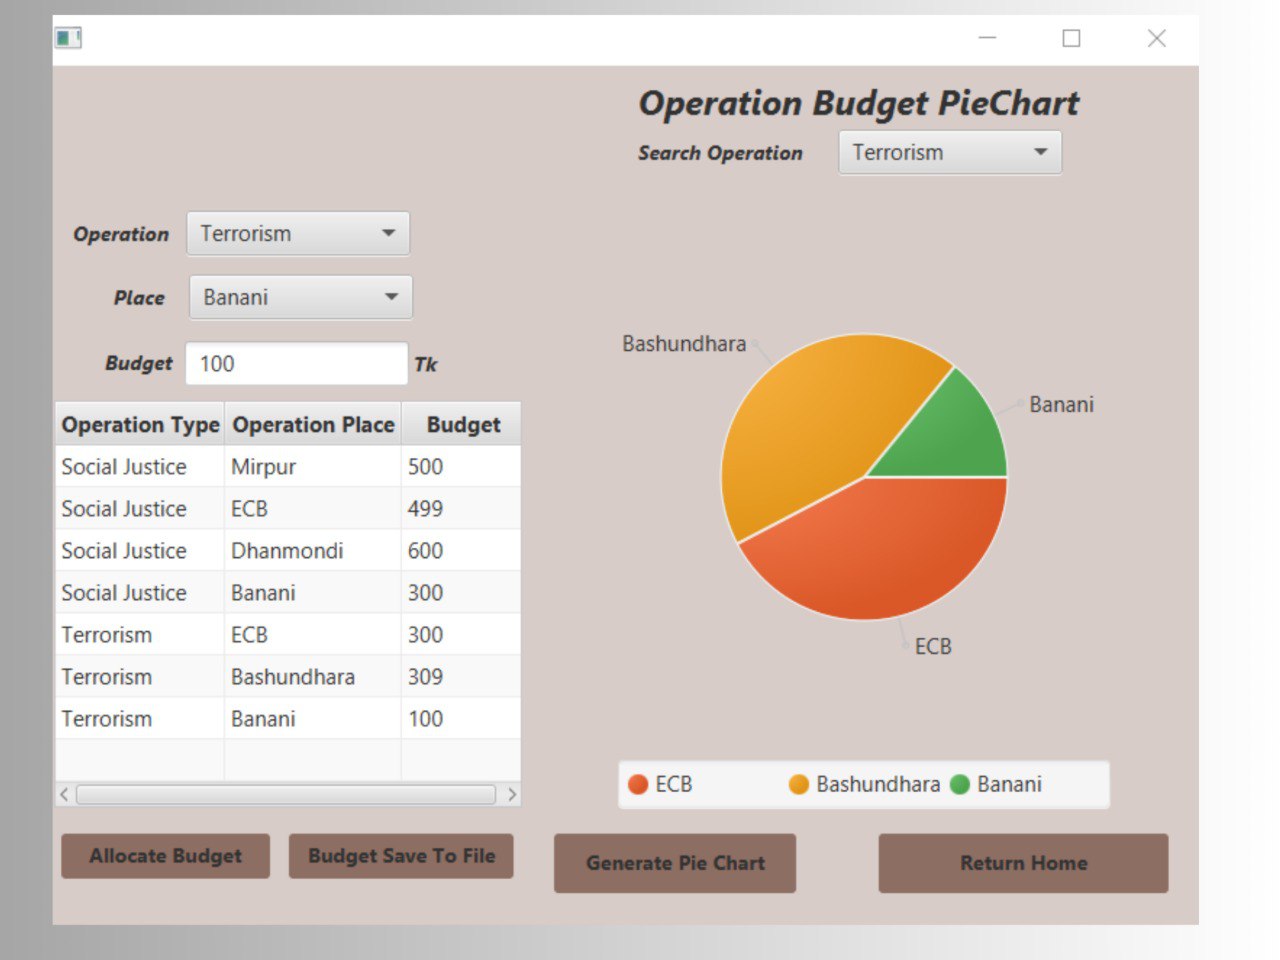 Operation Budget PieChart
Search Operation Terrorism
Operation Terrorism
Place Banani
Budget 100 Tk
Operation Type Operation Place Budget
Social Justice Mirpur 500
Social Justice ECB 499
Social Justice Dhanmondi 600
Social Justice Banani 300
Terrorism ECB 300
Terrorism Bashundhara 309
Terrorism Banani 100
Bashundhara
Banani
ECB
ECB Bashundhara Banani
Allocate Budget Budget Save To File Generate Pie Chart Return Home